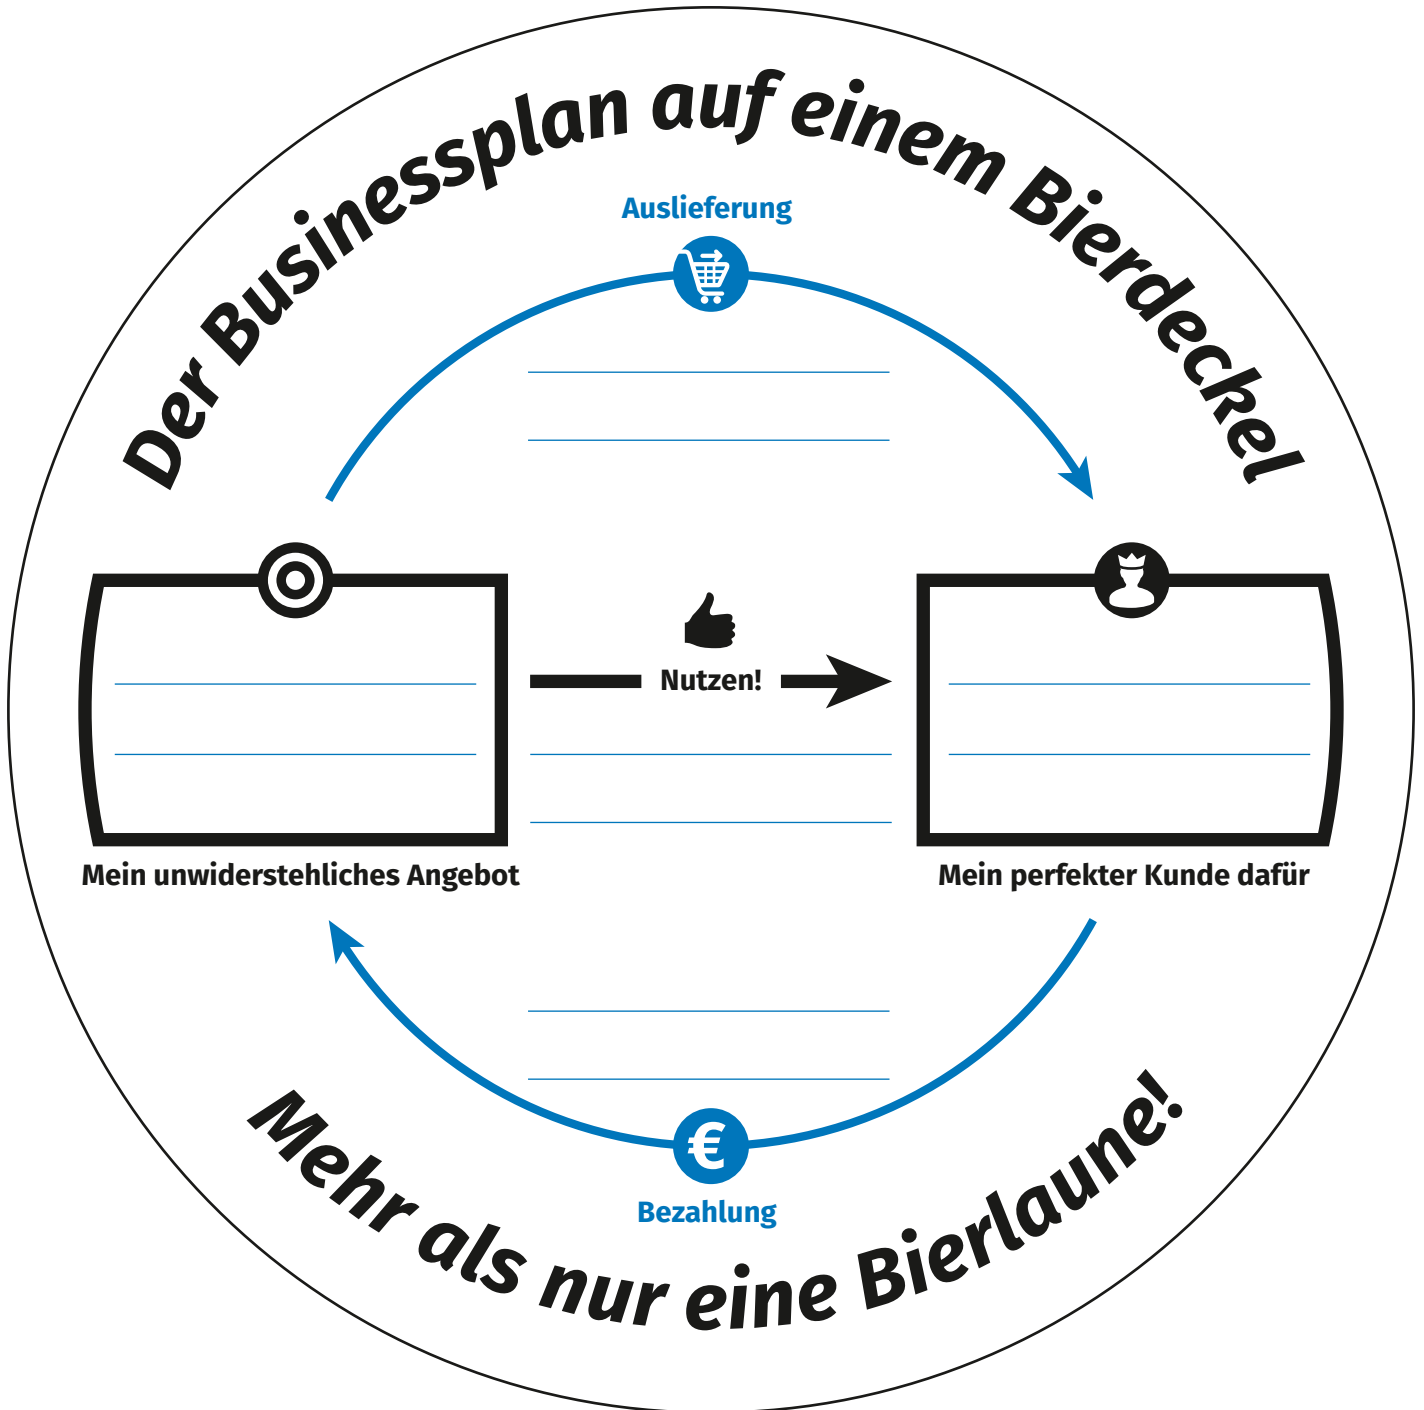 Der Businessplan auf einem Bierdeckel
Auslieferung
Nutzen!
Mein unwiderstehliches Angebot
Mein perfekter Kunde dafür
€
Bezahlung
Mehr als nur eine Bierlaune!